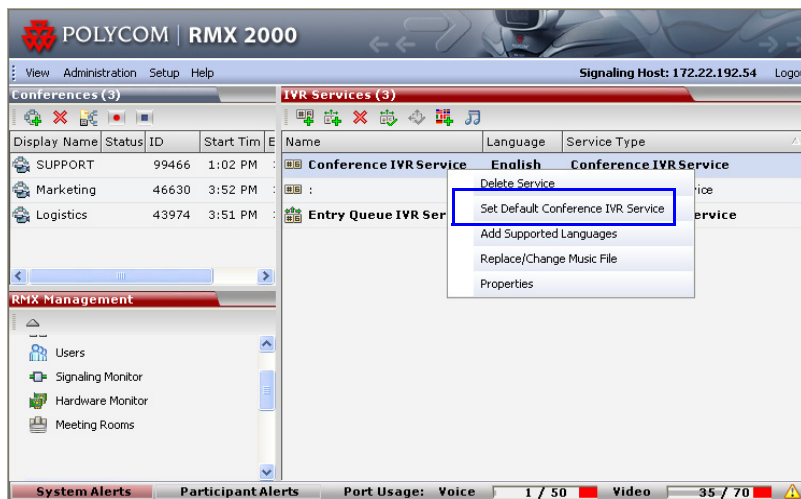 POLYCOM | RMX 2000
View Administration Setup Help Signaling Host: 172.22.192.54 Logou
Conferences (3)
Display Name Status ID Start Tim E
SUPPORT 99466 1:02 PM
Marketing 46630 3:52 PM
Logistics 43974 3:51 PM
RMX Management
Users
Signaling Monitor
Hardware Monitor
Meeting Rooms
IVR Services (3)
Name Language Service Type
Conference IVR Service English Conference IVR Service
: ice
Entry Queue IVR Ser ervice
Delete Service
Set Default Conference IVR Service
Add Supported Languages
Replace/Change Music File
Properties
System Alerts Participant Alerts Port Usage: Voice 1 / 50 Video 35 / 70